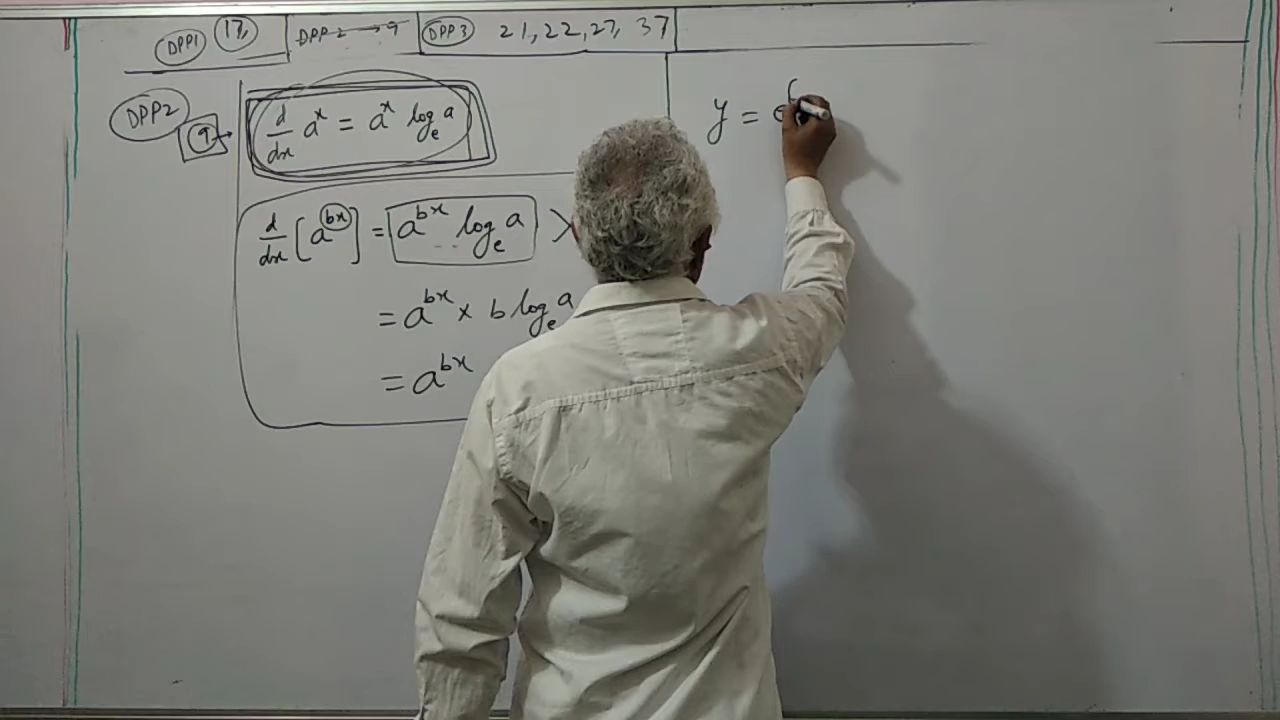 DPP1 17, DPP 2 → 9 DPP3 21, 22, 27, 37
DPP2
9 → d/dx a^x = a^x log_e a
d/dx [a^{bx}] = a^{bx} log_e a
= a^{bx} × b log_e a
= a^{bx}
y = e